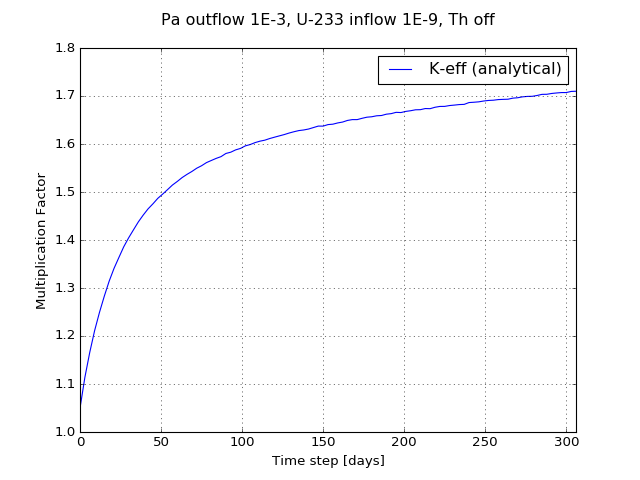 Pa outflow 1E-3, U-233 inflow 1E-9, Th off
K-eff (analytical)
Multiplication Factor
1.8
1.7
1.6
1.5
1.4
1.3
1.2
1.1
1.0
0 50 100 150 200 250 300
Time step [days]